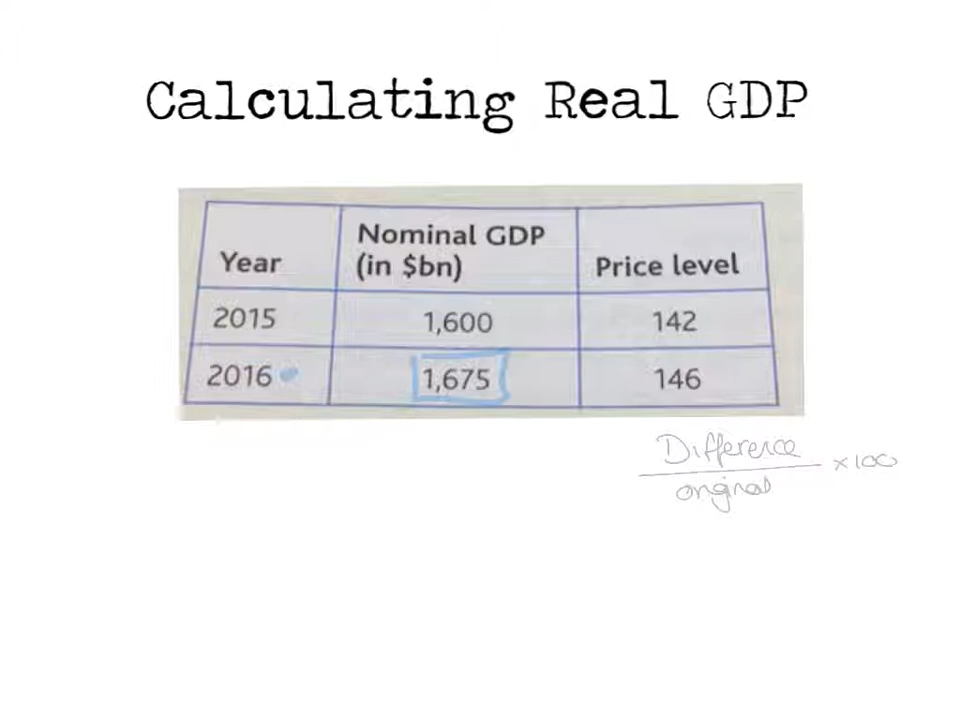 Calculating Real GDP
Year Nominal GDP (in $bn) Price level
2015 1,600 142
2016 1,675 146
Difference
original
×100